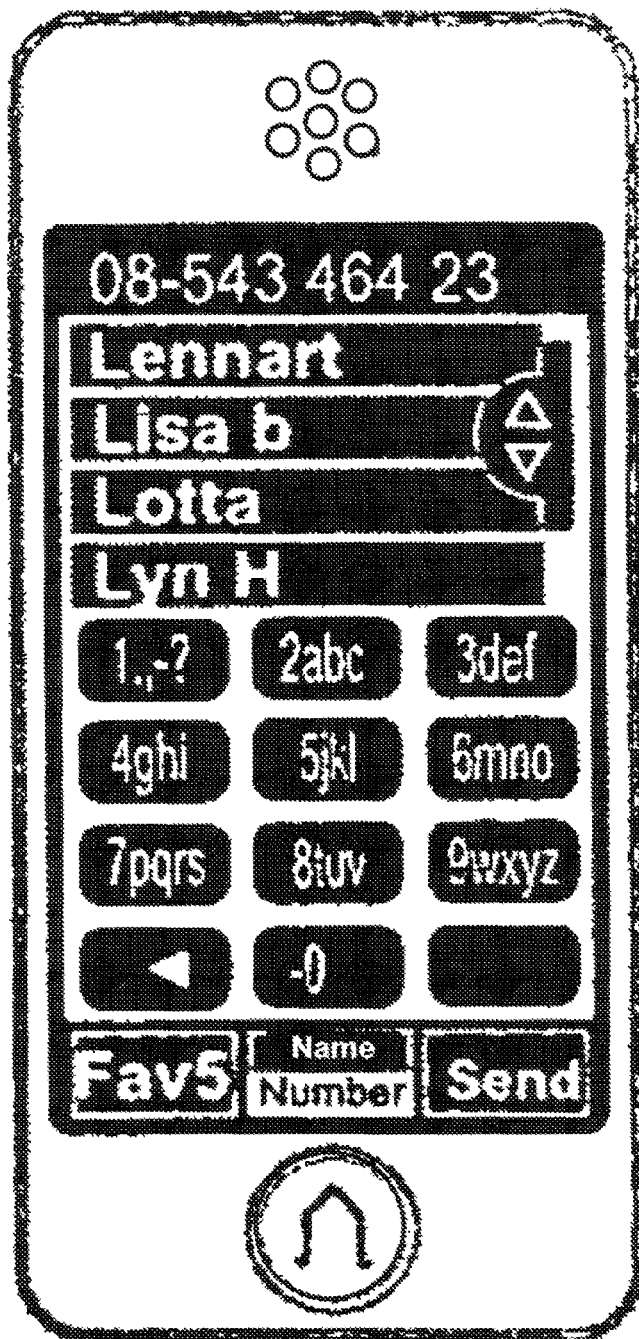 08-543 464 23
Lennart
Lisa b
Lotta
Lyn H
1.,-? 2abc 3def
4ghi 5jkl 6mno
7pqrs 8tuv 9wxyz
-0
Fav5 Name Send
Number